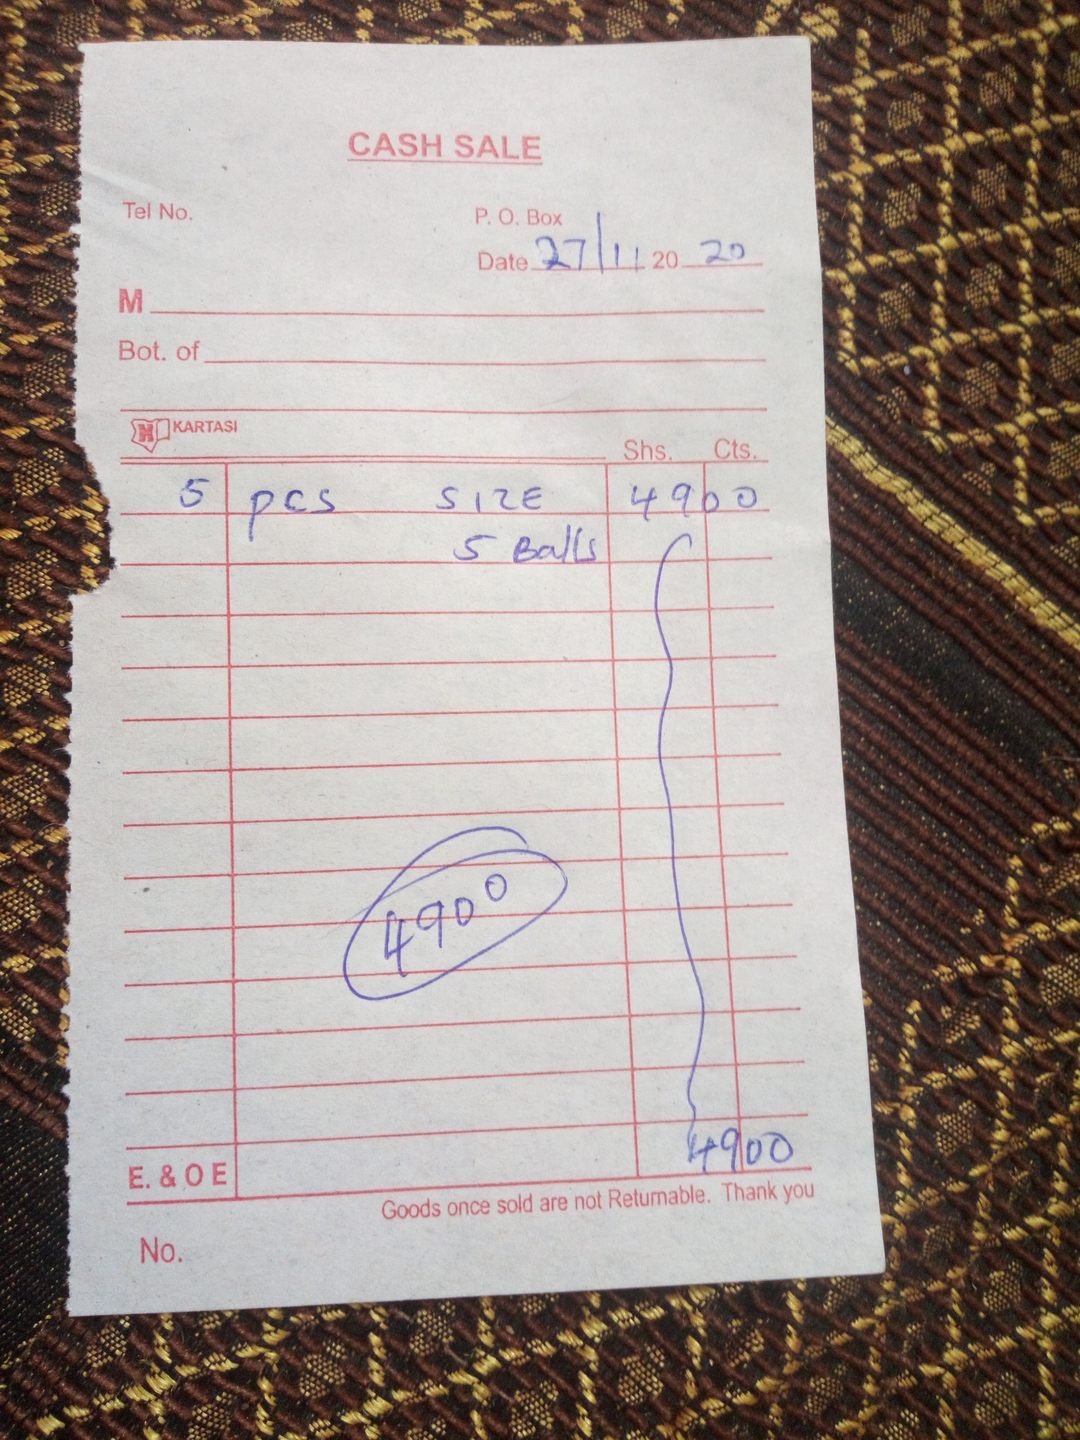 CASH SALE
Tel No.
P. O. Box
Date 27/11 20 20
M
Bot. of
KARTASI
Shs. Cts.
5 pcs SIZE 4900
5 Balls
4900
4900
E. & O E
Goods once sold are not Returnable. Thank you
No.